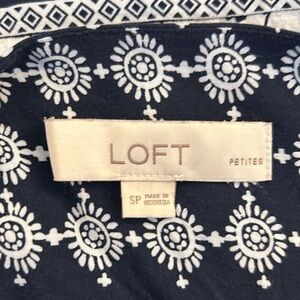 LOFT
PETITES
SP
MADE IN
INDONESIA